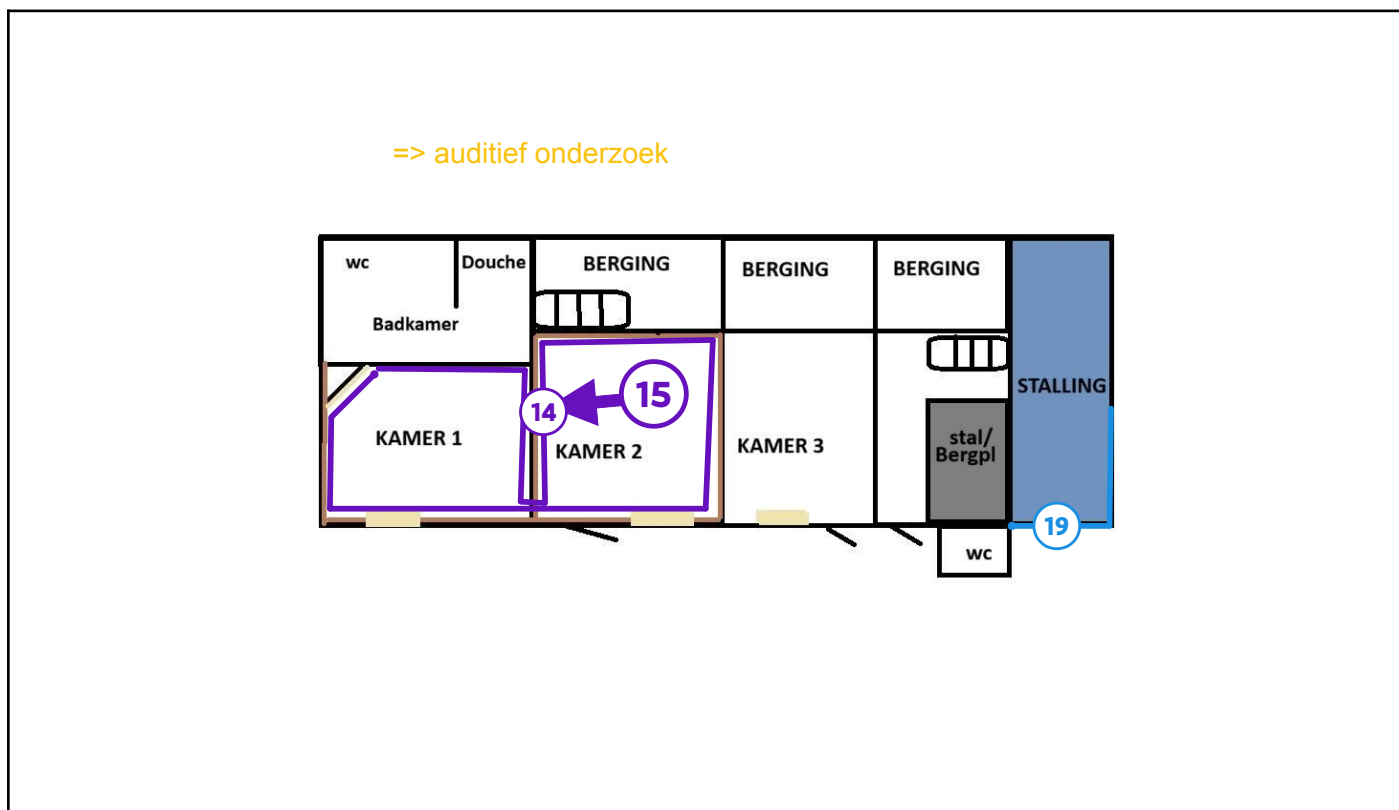 => auditief onderzoek
wc
Douche
BERGING
BERGING
BERGING
Badkamer
STALLING
15
14
KAMER 1
KAMER 2
KAMER 3
stal/
Bergpl
19
wc